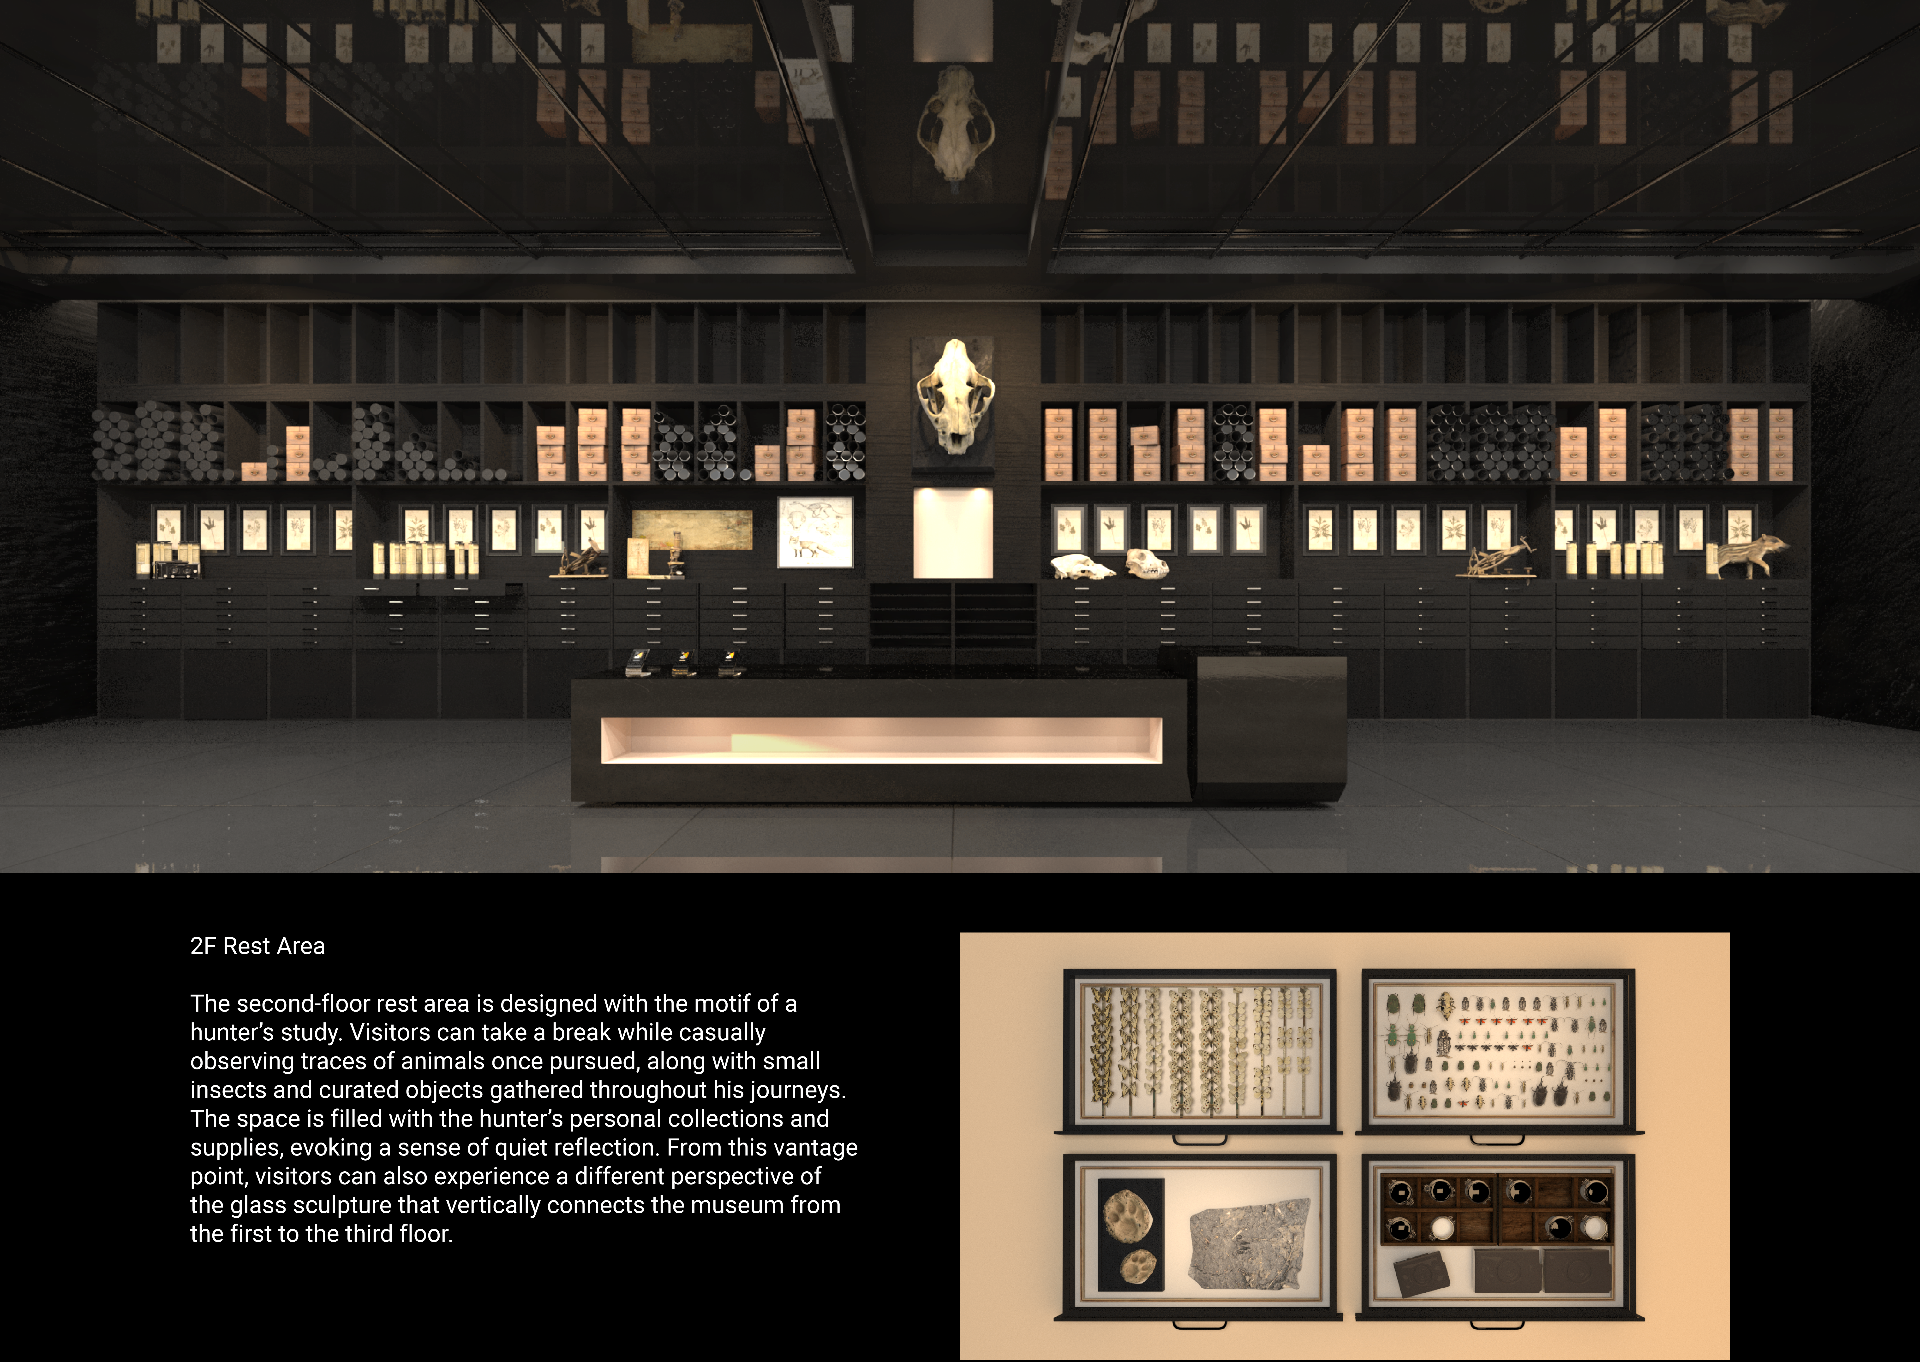 2F Rest Area
The second-floor rest area is designed with the motif of a
hunter's study. Visitors can take a break while casually
observing traces of animals once pursued, along with small
insects and curated objects gathered throughout his journeys.
The space is filled with the hunter's personal collections and
supplies, evoking a sense of quiet reflection. From this vantage
point, visitors can also experience a different perspective of
the glass sculpture that vertically connects the museum from
the first to the third floor.